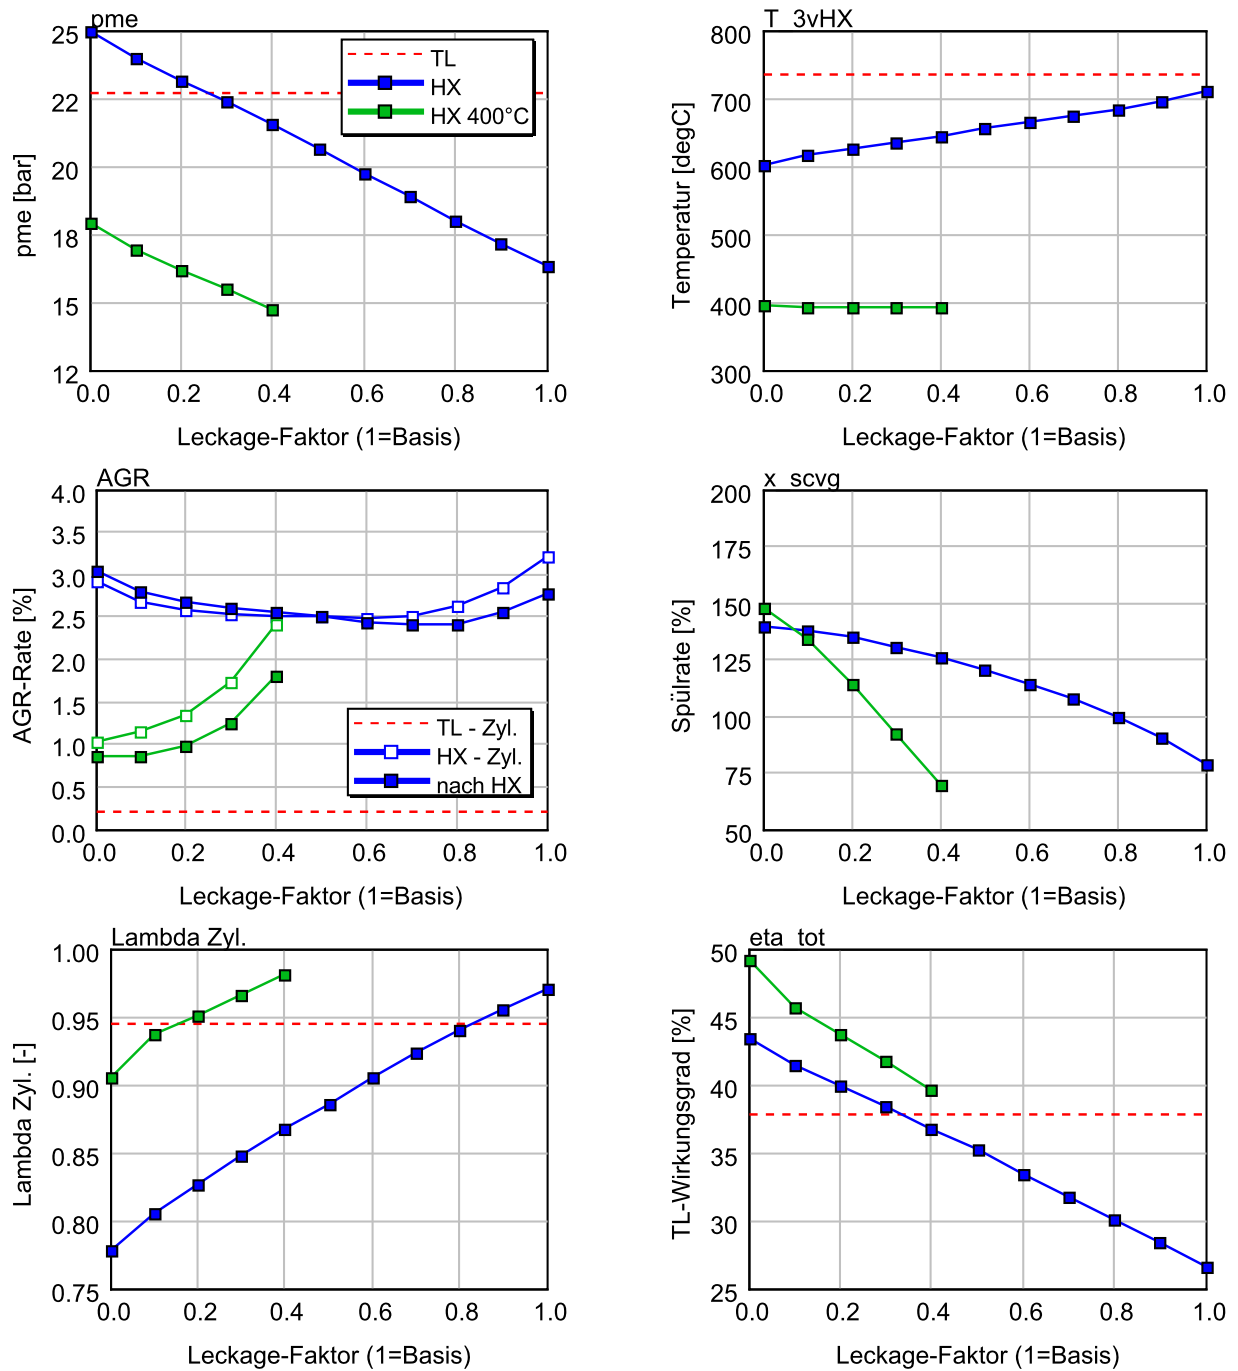 pme
25
22
20
18
15
12
pme [bar]
TL
HX
HX 400°C
0.0 0.2 0.4 0.6 0.8 1.0
Leckage-Faktor (1=Basis)
T_3vHX
800
700
600
500
400
300
Temperatur [degC]
0.0 0.2 0.4 0.6 0.8 1.0
Leckage-Faktor (1=Basis)
AGR
4.0
3.5
3.0
2.5
2.0
1.5
1.0
0.5
0.0
AGR-Rate [%]
TL - Zyl.
HX - Zyl.
nach HX
0.0 0.2 0.4 0.6 0.8 1.0
Leckage-Faktor (1=Basis)
x_scvg
200
175
150
125
100
75
50
Spülrate [%]
0.0 0.2 0.4 0.6 0.8 1.0
Leckage-Faktor (1=Basis)
Lambda Zyl.
1.00
0.95
0.90
0.85
0.80
0.75
Lambda Zyl. [-]
0.0 0.2 0.4 0.6 0.8 1.0
Leckage-Faktor (1=Basis)
eta_tot
50
45
40
35
30
25
TL-Wirkungsgrad [%]
0.0 0.2 0.4 0.6 0.8 1.0
Leckage-Faktor (1=Basis)